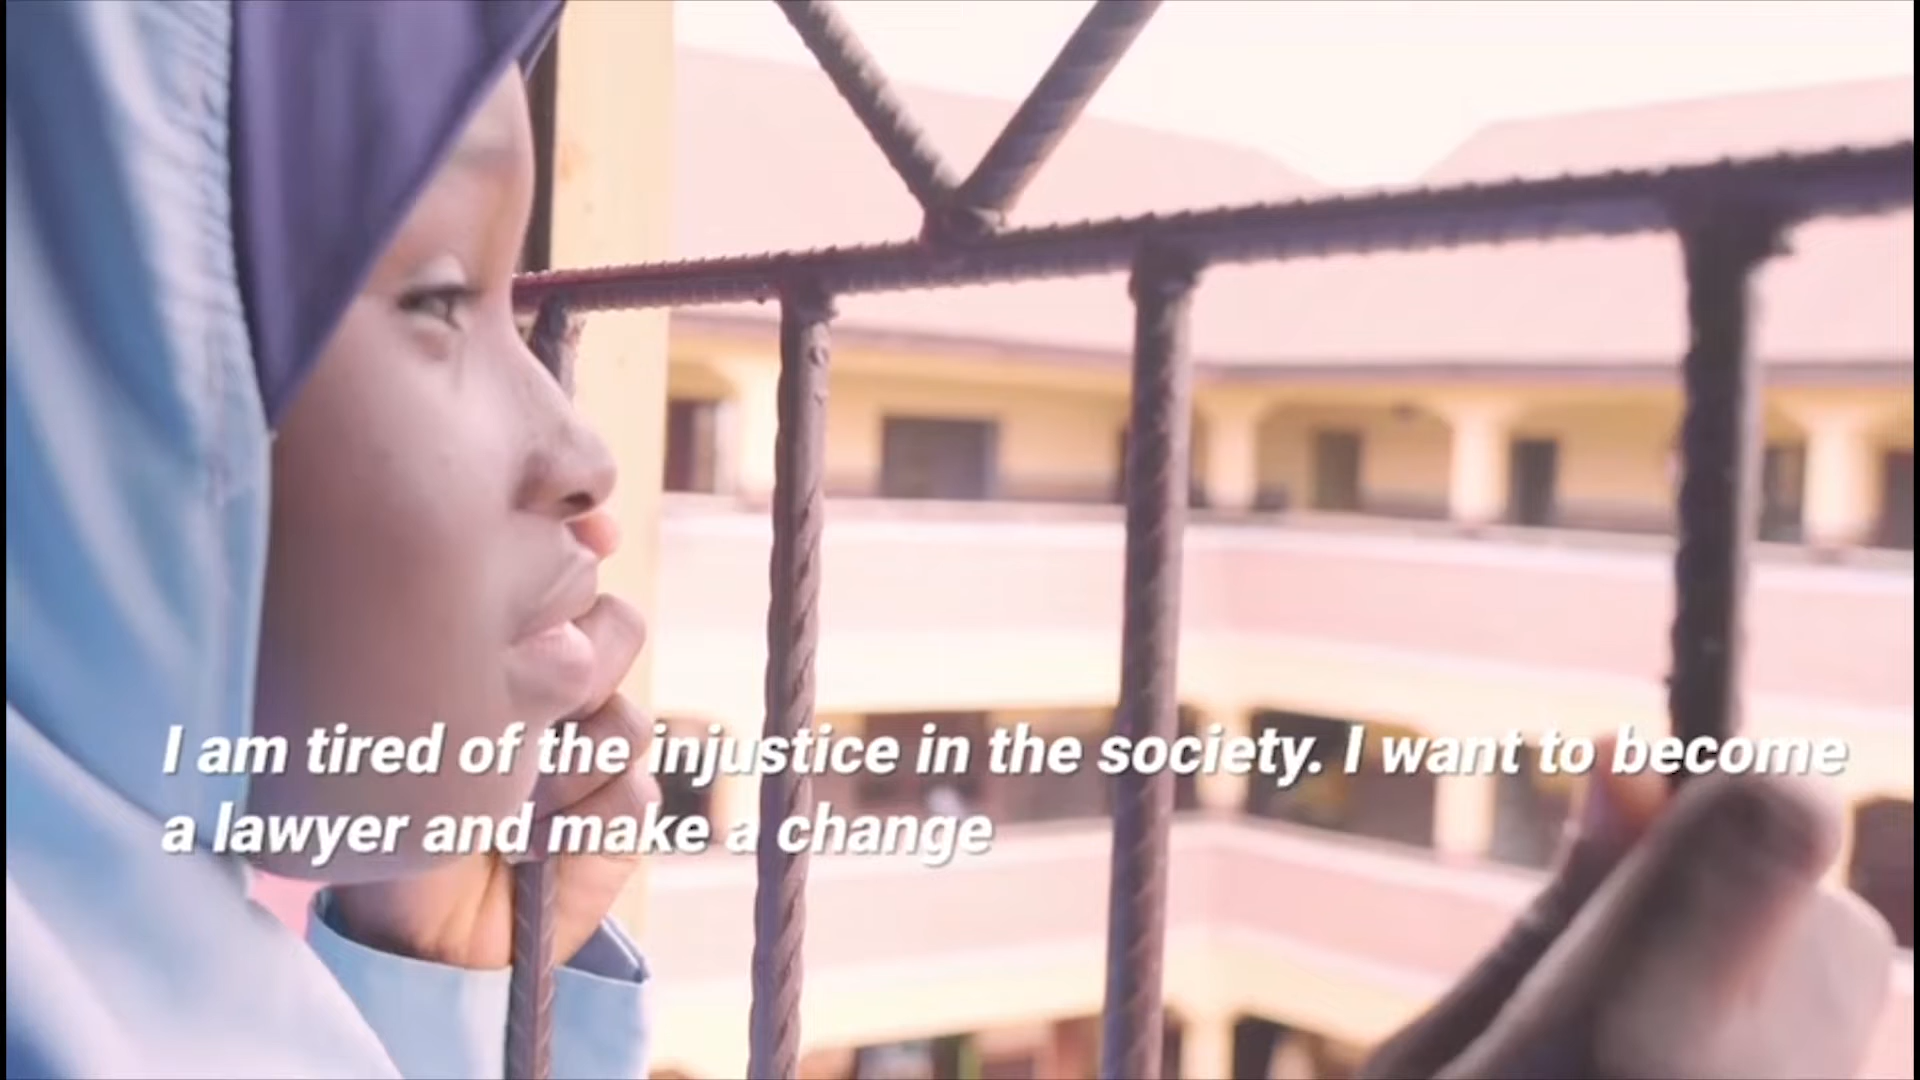 I am tired of the injustice in the society. I want to become
a lawyer and make a change